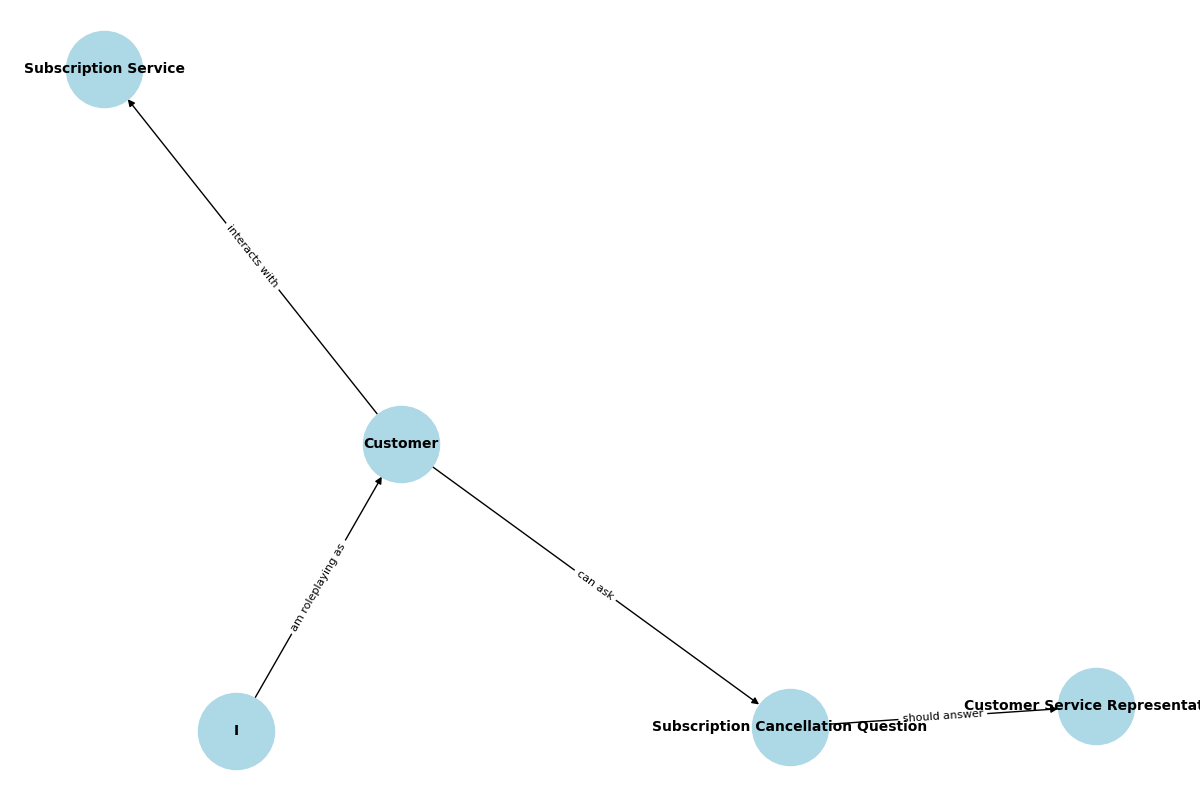 Subscription Service
interacts with
Customer
am roleplaying as
can ask
I
Subscription Cancellation Question
should answer
Customer Service Representat